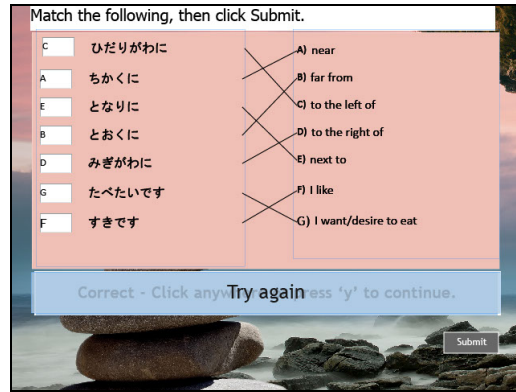 Match the following, then click Submit.
C ひだりがわに
A ちかくに
E となりに
B とおくに
D みぎがわに
G たべたいです
F すきです
A) near
B) far from
C) to the left of
D) to the right of
E) next to
F) I like
G) I want/desire to eat
Correct - Click anywhere or press ‘y’ to continue.
Try again
Submit